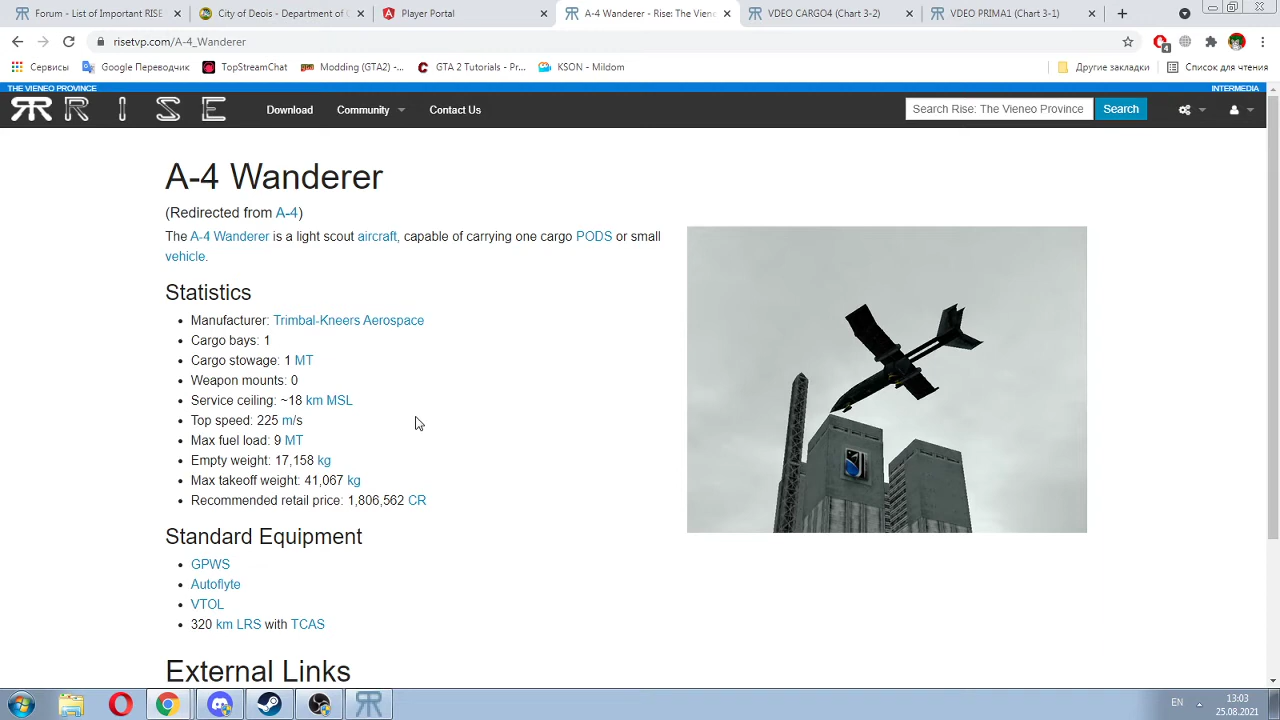 Forum - List of Important RISE
City of Deois - Department of C
Player Portal
A-4 Wanderer - Rise: The Viene
VDEO CARGO4 (Chart 3-2)
VDEO PRIMA1 (Chart 3-1)
risetvp.com/A-4_Wanderer
4
Сервисы
Google Переводчик
TopStreamChat
Modding (GTA2) -...
GTA 2 Tutorials - Pr...
KSON - Mildom
Другие закладки
Список для чтения
THE VIENEO PROVINCE
INTERMEDIA
RISE
Download
Community
Contact Us
Search Rise: The Vieneo Province
Search
A-4 Wanderer
(Redirected from A-4)
The A-4 Wanderer is a light scout aircraft, capable of carrying one cargo PODS or small
vehicle.
Statistics
Manufacturer: Trimbal-Kneers Aerospace
Cargo bays: 1
Cargo stowage: 1 MT
Weapon mounts: 0
Service ceiling: ~18 km MSL
Top speed: 225 m/s
Max fuel load: 9 MT
Empty weight: 17,158 kg
Max takeoff weight: 41,067 kg
Recommended retail price: 1,806,562 CR
Standard Equipment
GPWS
Autoflyte
VTOL
320 km LRS with TCAS
External Links
EN
13:03
25.08.2021